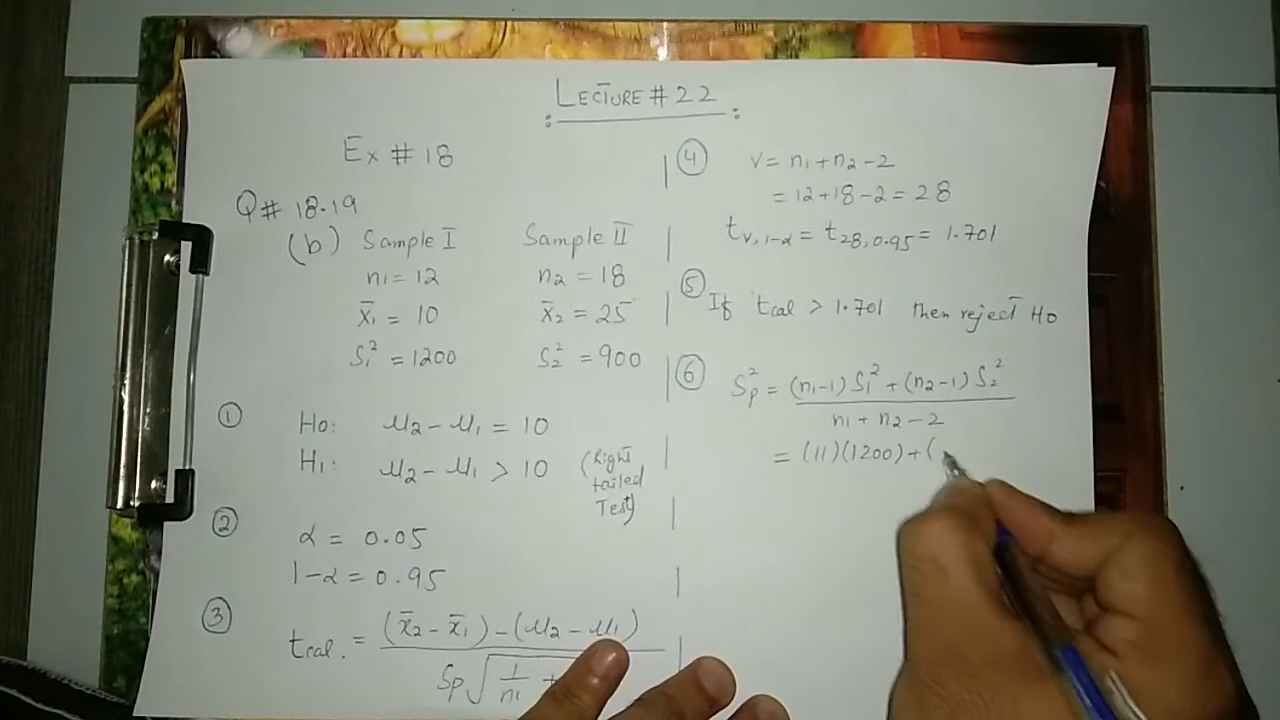 LECTURE # 22
Ex # 18
Q# 18.19
(b) Sample I Sample II
n₁ = 12 n₂ = 18
x̄₁ = 10 x̄₂ = 25
S₁² = 1200 S₂² = 900
① H₀: μ₂ - μ₁ = 10
H₁: μ₂ - μ₁ > 10 (Right
tailed
Test)
② α = 0.05
1-α = 0.95
③ tcal. = (x̄₂ - x̄₁) - (μ₂ - μ₁)
Sp√ 1/n₁ +
④ v = n₁ + n₂ - 2
= 12 + 18 - 2 = 28
tv, 1-α = t28, 0.95 = 1.701
⑤ If tcal > 1.701 then reject H₀
⑥ Sp² = (n₁-1) S₁² + (n₂-1) S₂²
n₁ + n₂ - 2
= (11)(1200) + (